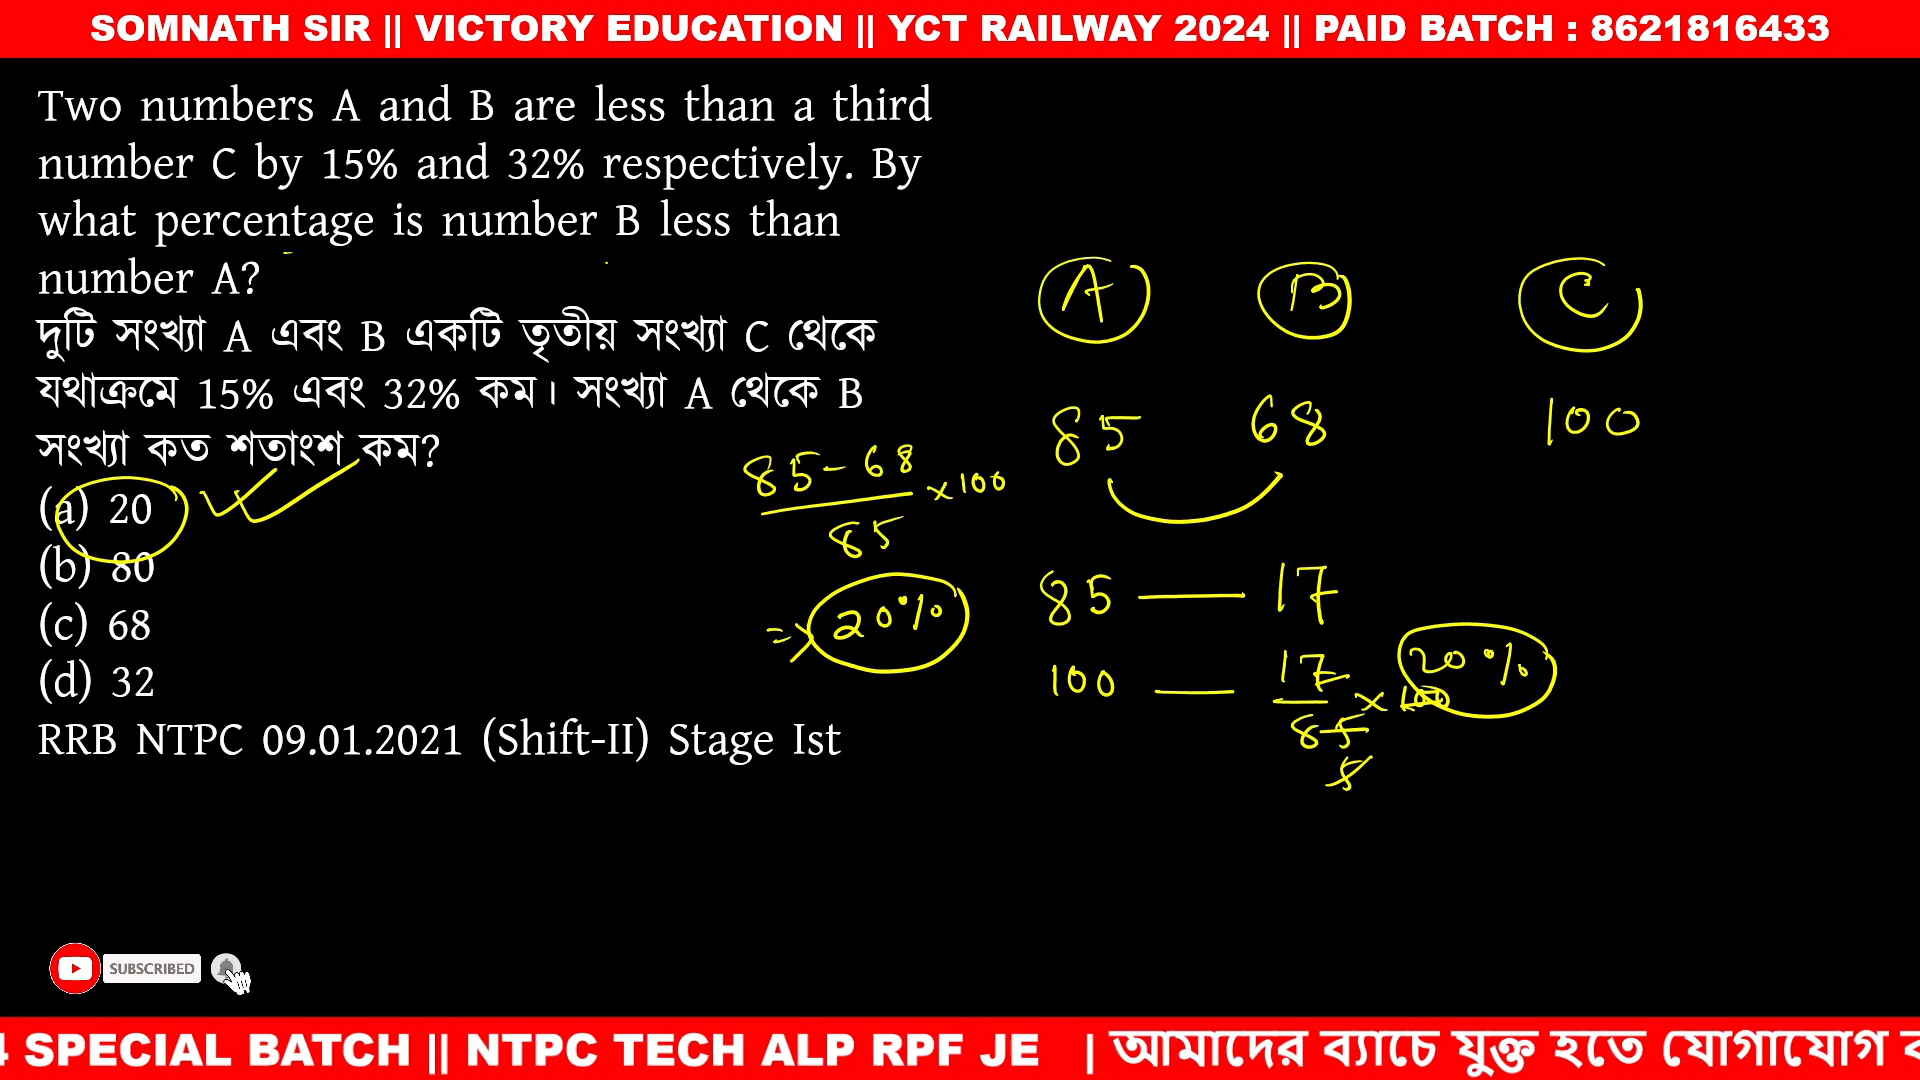 SOMNATH SIR || VICTORY EDUCATION || YCT RAILWAY 2024 || PAID BATCH : 8621816433
Two numbers A and B are less than a third
number C by 15% and 32% respectively. By
what percentage is number B less than
number A?
দুটি সংখ্যা A এবং B একটি তৃতীয় সংখ্যা C থেকে
যথাক্রমে 15% এবং 32% কম। সংখ্যা A থেকে B
সংখ্যা কত শতাংশ কম?
(a) 20
(b) 80
(c) 68
(d) 32
RRB NTPC 09.01.2021 (Shift-II) Stage Ist
A B C
85 68 100
85-68
85
×100
=> 20%
85 — 17
100 — 17
85
× 100
5
20%
SUBSCRIBED
4 SPECIAL BATCH || NTPC TECH ALP RPF JE | আমাদের ব্যাচে যুক্ত হতে যোগাযোগ